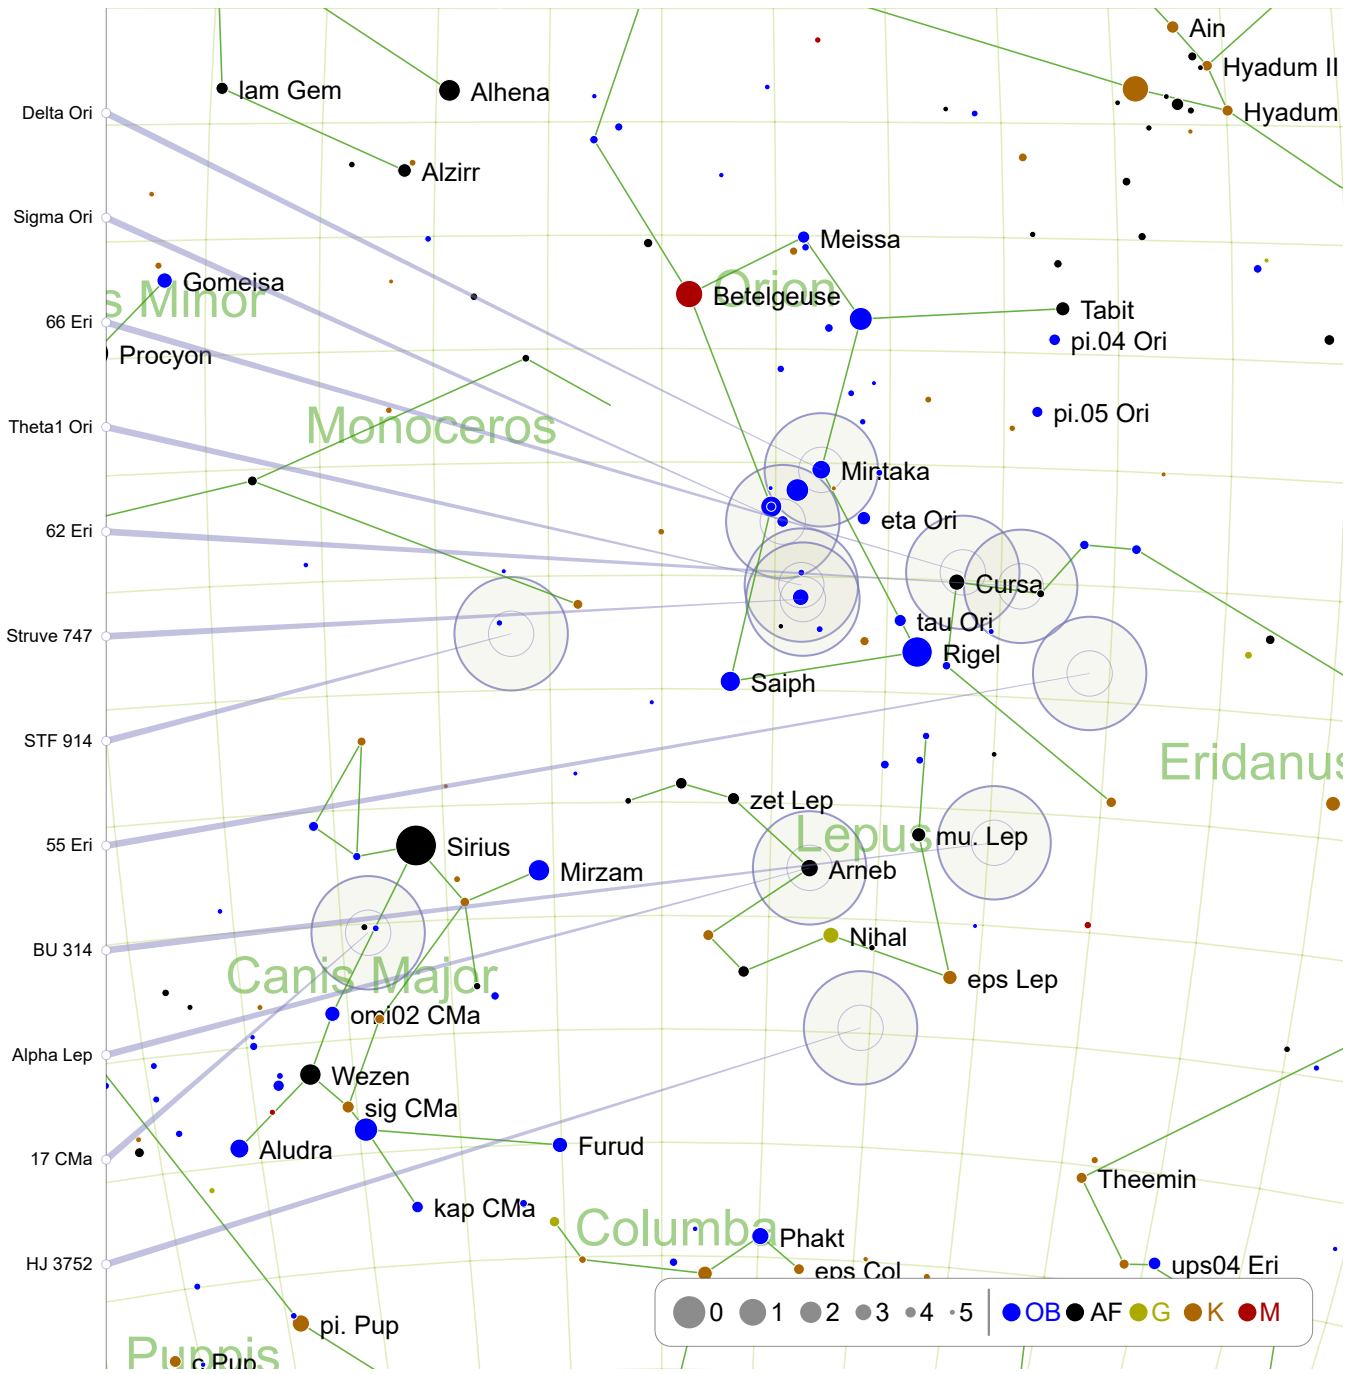 Ain
Hyadum II
lam Gem
Alhena
Delta Ori
Hyadum
Alzirr
Sigma Ori
Meissa
Gomeisa
Orion
Betelgeuse
s Minor
Tabit
66 Eri
pi.04 Ori
Procyon
pi.05 Ori
Monoceros
Theta1 Ori
Mintaka
eta Ori
62 Eri
Cursa
tau Ori
Struve 747
Rigel
Saiph
STF 914
Eridanus
zet Lep
Lepus
mu. Lep
55 Eri
Sirius
Arneb
Mirzam
Nihal
BU 314
Canis Major
eps Lep
omi02 CMa
Alpha Lep
Wezen
sig CMa
Furud
Aludra
17 CMa
Theemin
kap CMa
Columba
Phakt
HJ 3752
eps Col
ups04 Eri
0 1 2 3 4 5 OB AF G K M
pi. Pup
Puppis
c Pup